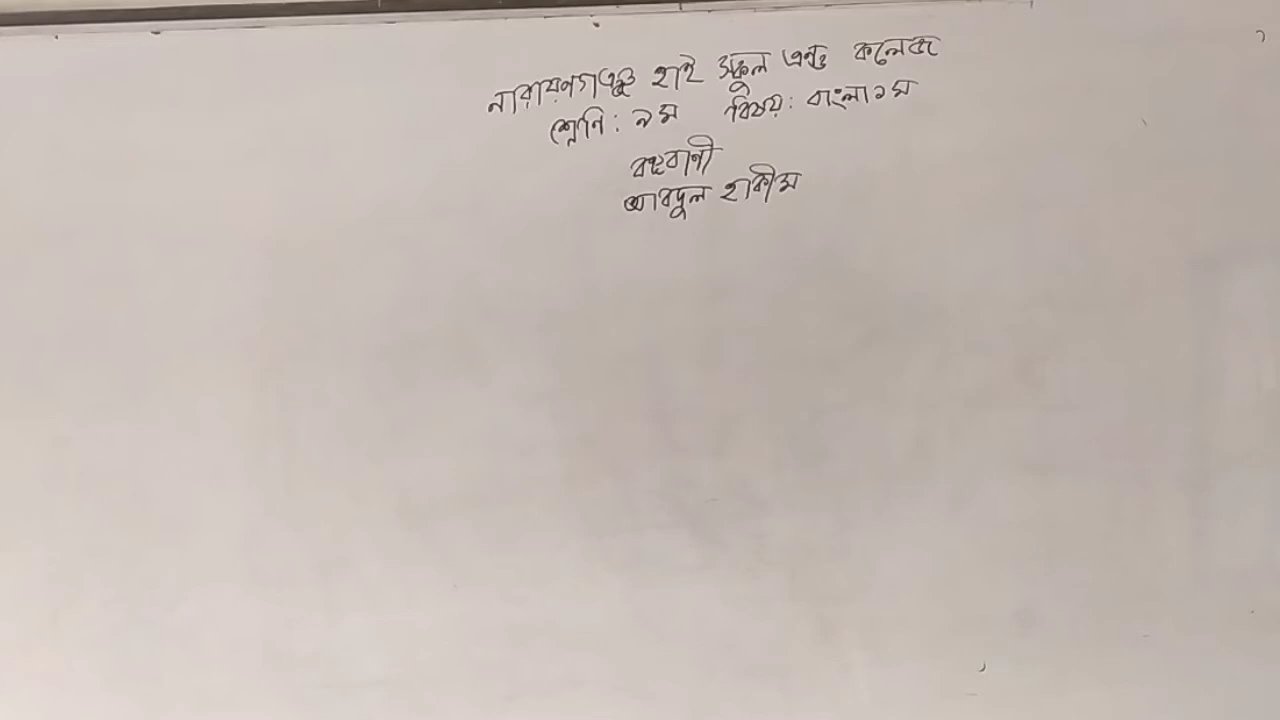 নারায়ণগঞ্জ হাই স্কুল এন্ড কলেজ
শ্রেণি : ৯ম বিষয় : বাংলা ১ম
বঙ্গবাণী
আবদুল হাকীম